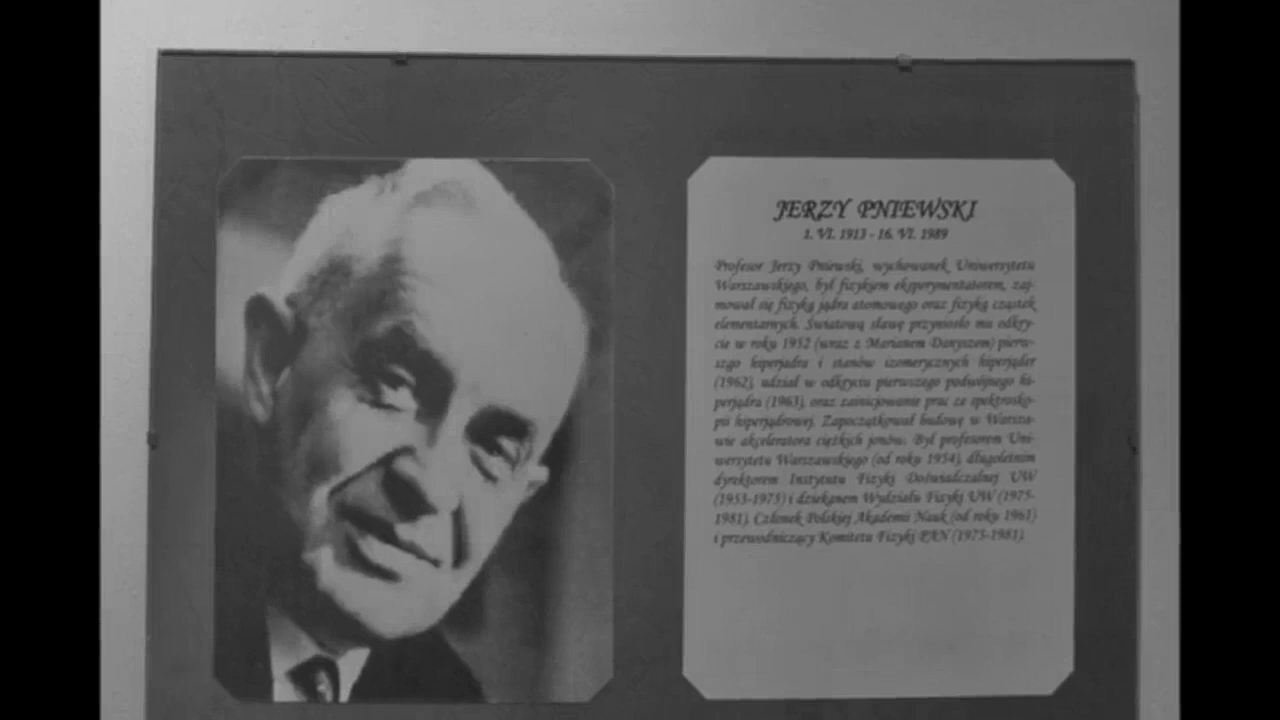 JERZY PNIEWSKI
1. VI. 1913 - 16. VI. 1989
Profesor Jerzy Pniewski, wychowanek Uniwersytetu
Warszawskiego, był fizykiem eksperymentatorem, zaj-
mował się fizyką jądra atomowego oraz fizyką cząstek
elementarnych. Światową sławę przyniosło mu odkry-
cie w roku 1952 (wraz z Marianem Danyszem) pierw-
szgo hiperjądra i stanów izomerycznych hiperjąder
(1962), udział w odkryciu pierwszego podwójnego hi-
perjądra (1963), oraz zainicjowanie prac ze spektrosko-
pii hiperjądrowej. Zapoczątkował budowę w Warsza-
wie akceleratora ciężkich jonów. Był profesorem Uni-
wersytetu Warszawskiego (od roku 1954), długoletnim
dyrektorem Instytutu Fizyki Doświadczalnej UW
(1953-1975) i dziekanem Wydziału Fizyki UW (1975-
1981). Członek Polskiej Akademii Nauk (od roku 1961)
i przewodniczący Komitetu Fizyki PAN (1975-1981).